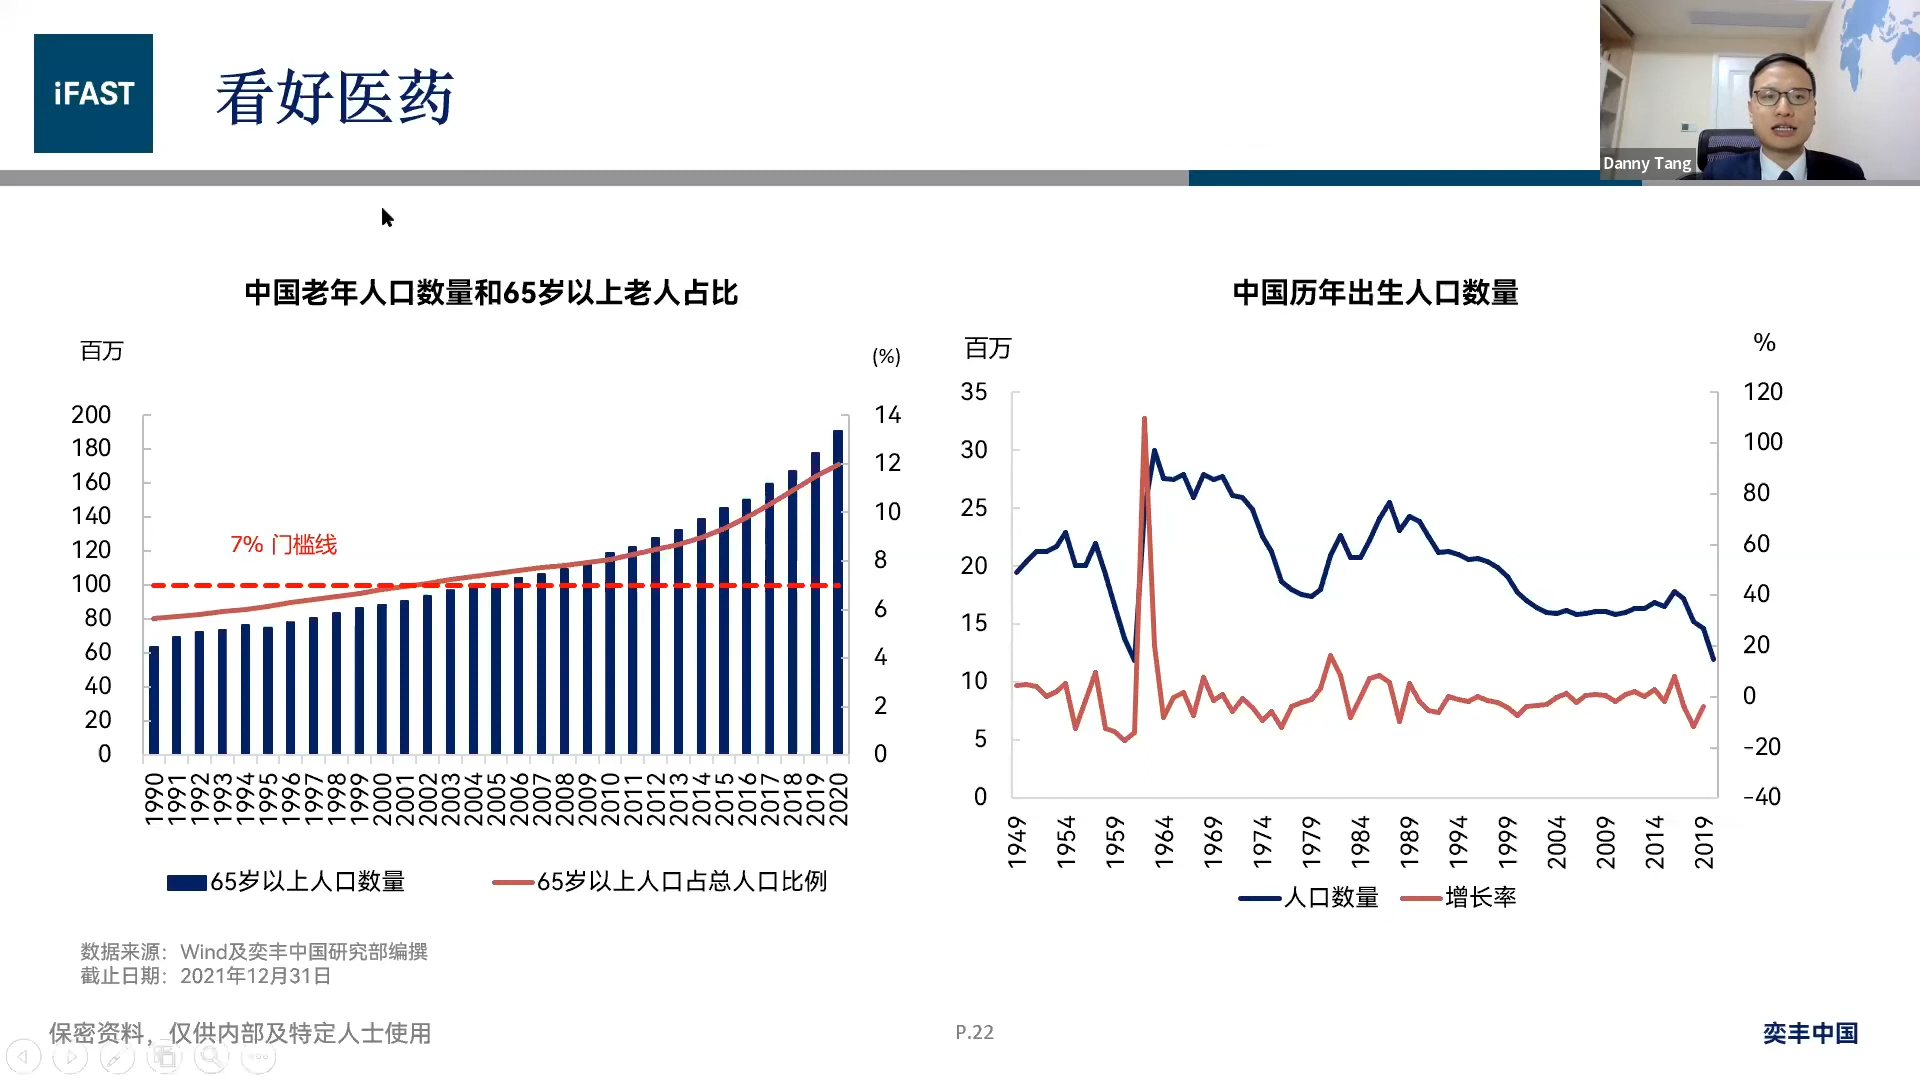 iFAST
看好医药
Danny Tang
中国老年人口数量和65岁以上老人占比
百万
(%)
200
180
160
140
120
100
80
60
40
20
0
14
12
10
8
6
4
2
0
7% 门槛线
1990 1991 1992 1993 1994 1995 1996 1997 1998 1999 2000 2001 2002 2003 2004 2005 2006 2007 2008 2009 2010 2011 2012 2013 2014 2015 2016 2017 2018 2019 2020
65岁以上人口数量 65岁以上人口占总人口比例
中国历年出生人口数量
百万
%
35
30
25
20
15
10
5
0
120
100
80
60
40
20
0
-20
-40
1949 1954 1959 1964 1969 1974 1979 1984 1989 1994 1999 2004 2009 2014 2019
人口数量 增长率
数据来源：Wind及奕丰中国研究部编撰
截止日期：2021年12月31日
保密资料，仅供内部及特定人士使用
P.22
奕丰中国